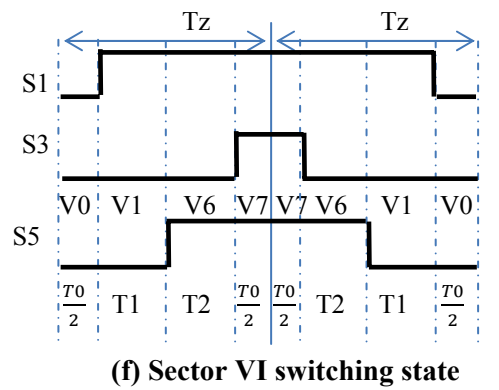 Tz Tz
S1
S3
V0 V1 V6 V7 V7 V6 V1 V0
S5
T0/2 T1 T2 T0/2 T0/2 T2 T1 T0/2
(f) Sector VI switching state